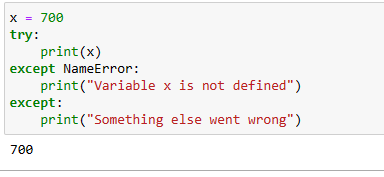 x = 700
try:
    print(x)
except NameError:
    print("Variable x is not defined")
except:
    print("Something else went wrong")
700